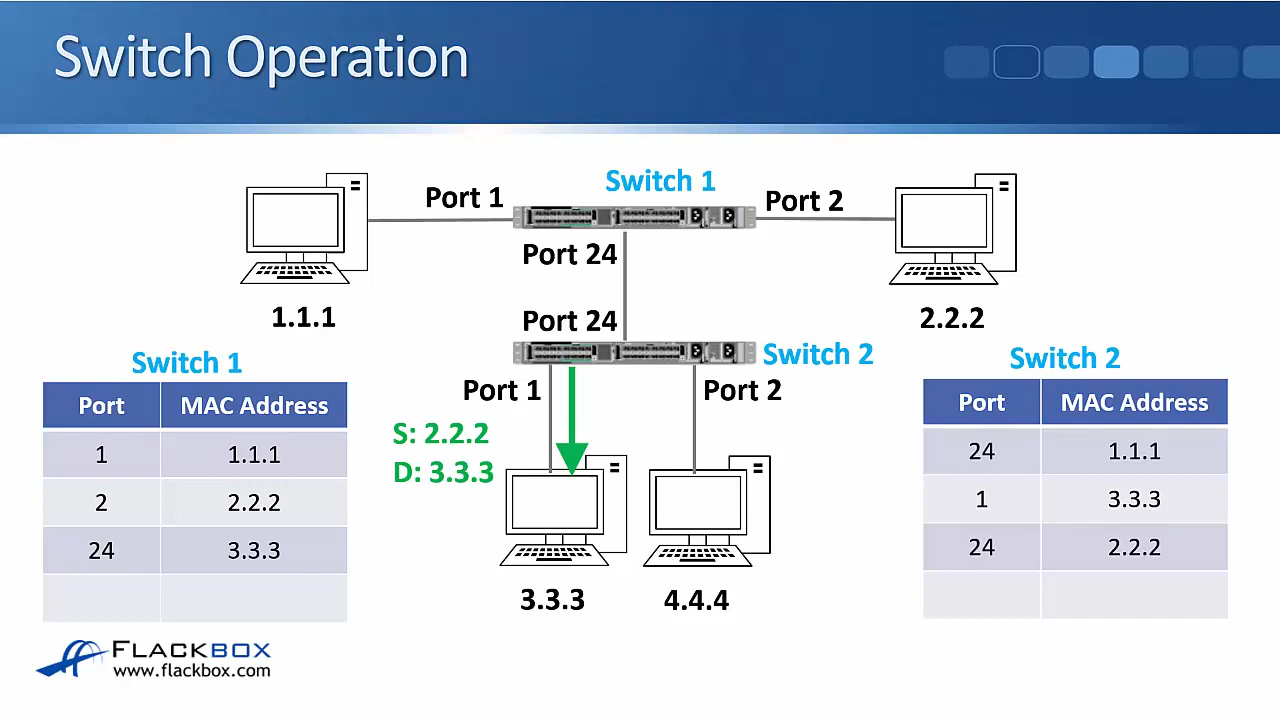 Switch Operation
Switch 1
Port 1
Port 2
Port 24
1.1.1
2.2.2
Port 24
Switch 2
Port 1
Port 2
S: 2.2.2
D: 3.3.3
3.3.3
4.4.4
Switch 1
Port MAC Address
1 1.1.1
2 2.2.2
24 3.3.3
Switch 2
Port MAC Address
24 1.1.1
1 3.3.3
24 2.2.2
FLACKBOX
www.flackbox.com